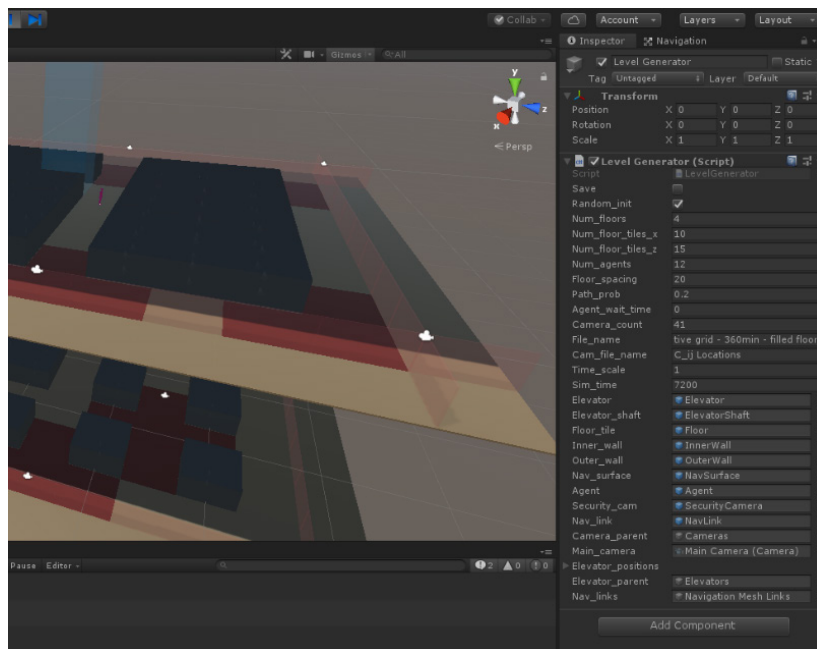 Collab Account Layers Layout
Inspector Navigation
Gizmos All
Level Generator Static
Tag Untagged Layer Default
y
z
x
Persp
Transform
Position X 0 Y 0 Z 0
Rotation X 0 Y 0 Z 0
Scale X 1 Y 1 Z 1
Level Generator (Script)
Script LevelGenerator
Save
Random_init
Num_floors 4
Num_floor_tiles_x 10
Num_floor_tiles_z 15
Num_agents 12
Floor_spacing 20
Path_prob 0.2
Agent_wait_time 0
Camera_count 41
File_name tive grid - 360min - filled floor
Cam_file_name C_ij Locations
Time_scale 1
Sim_time 7200
Elevator Elevator
Elevator_shaft ElevatorShaft
Floor_tile Floor
Inner_wall InnerWall
Outer_wall OuterWall
Nav_surface NavSurface
Agent Agent
Security_cam SecurityCamera
Nav_link NavLink
Camera_parent Cameras
Main_camera Main Camera (Camera)
Elevator_positions
Elevator_parent Elevators
Nav_links Navigation Mesh Links
Pause Editor 2 0 0
Add Component